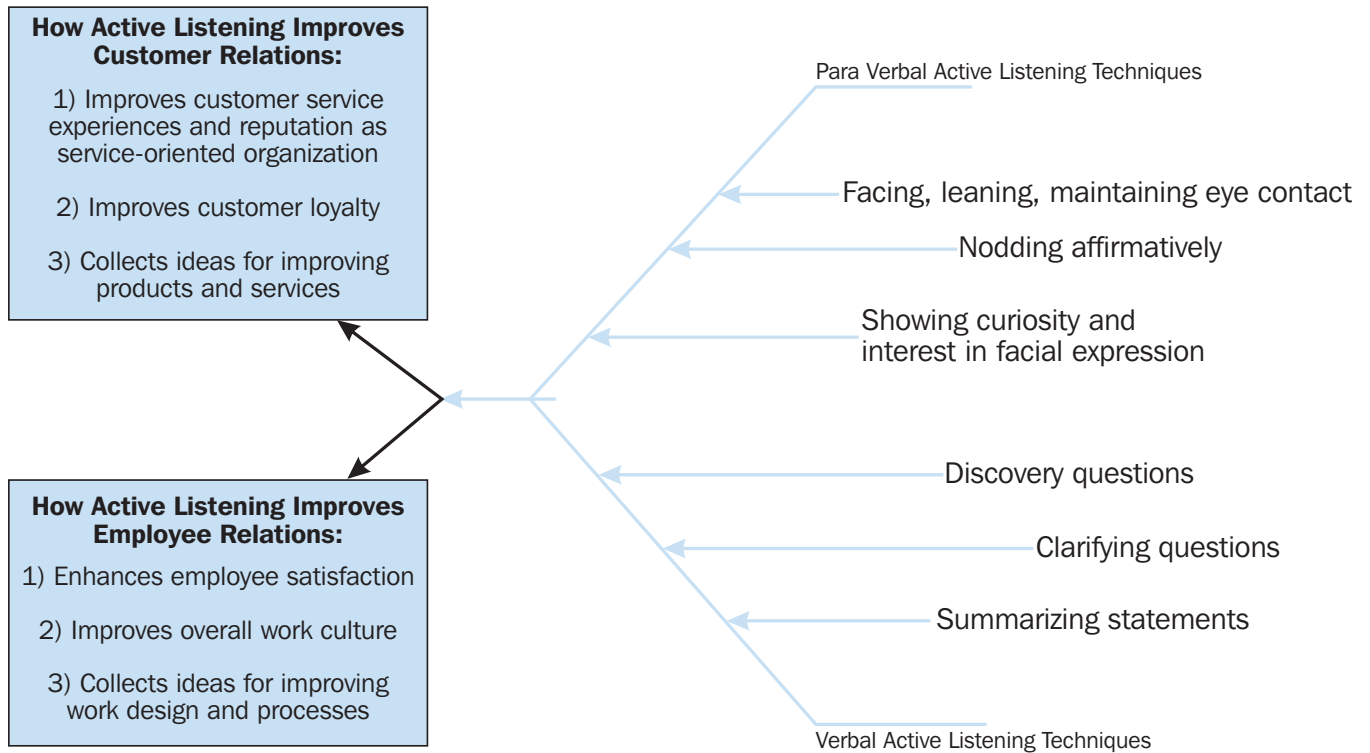 How Active Listening Improves
Customer Relations:
1) Improves customer service
experiences and reputation as
service-oriented organization
2) Improves customer loyalty
3) Collects ideas for improving
products and services
How Active Listening Improves
Employee Relations:
1) Enhances employee satisfaction
2) Improves overall work culture
3) Collects ideas for improving
work design and processes
Para Verbal Active Listening Techniques
Facing, leaning, maintaining eye contact
Nodding affirmatively
Showing curiosity and
interest in facial expression
Discovery questions
Clarifying questions
Summarizing statements
Verbal Active Listening Techniques